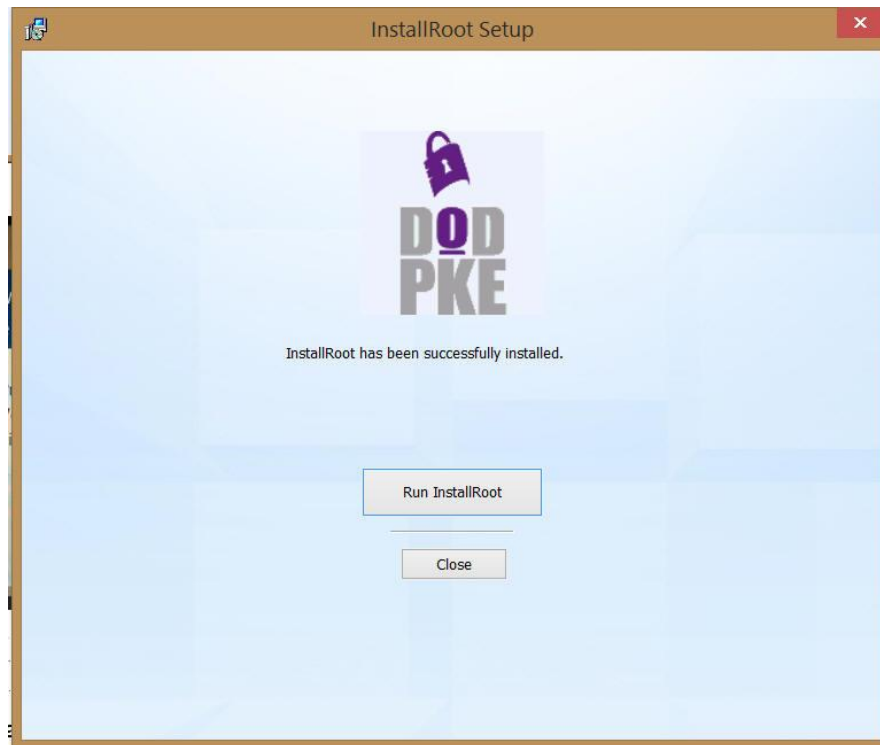 InstallRoot Setup
DOD
PKE
InstallRoot has been successfully installed.
Run InstallRoot
Close